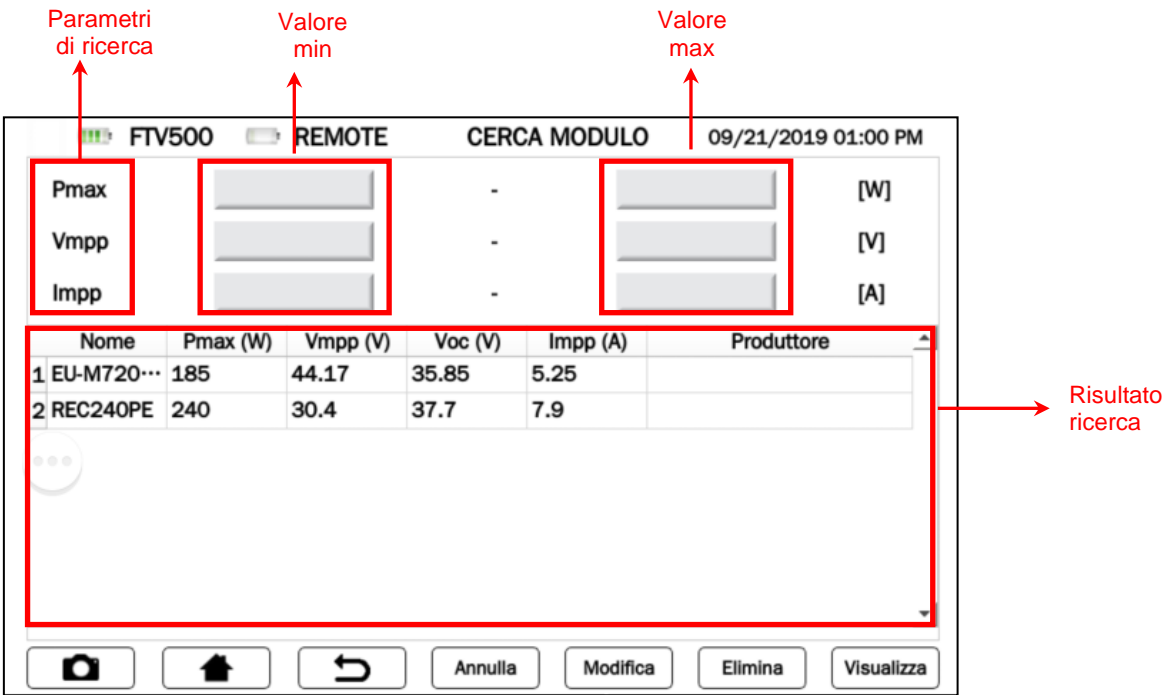 Parametri
di ricerca
Valore
min
Valore
max
FTV500 REMOTE CERCA MODULO 09/21/2019 01:00 PM
Pmax - [W]
Vmpp - [V]
Impp - [A]
Nome Pmax (W) Vmpp (V) Voc (V) Impp (A) Produttore
1 EU-M720··· 185 44.17 35.85 5.25
2 REC240PE 240 30.4 37.7 7.9
Risultato
ricerca
Annulla Modifica Elimina Visualizza